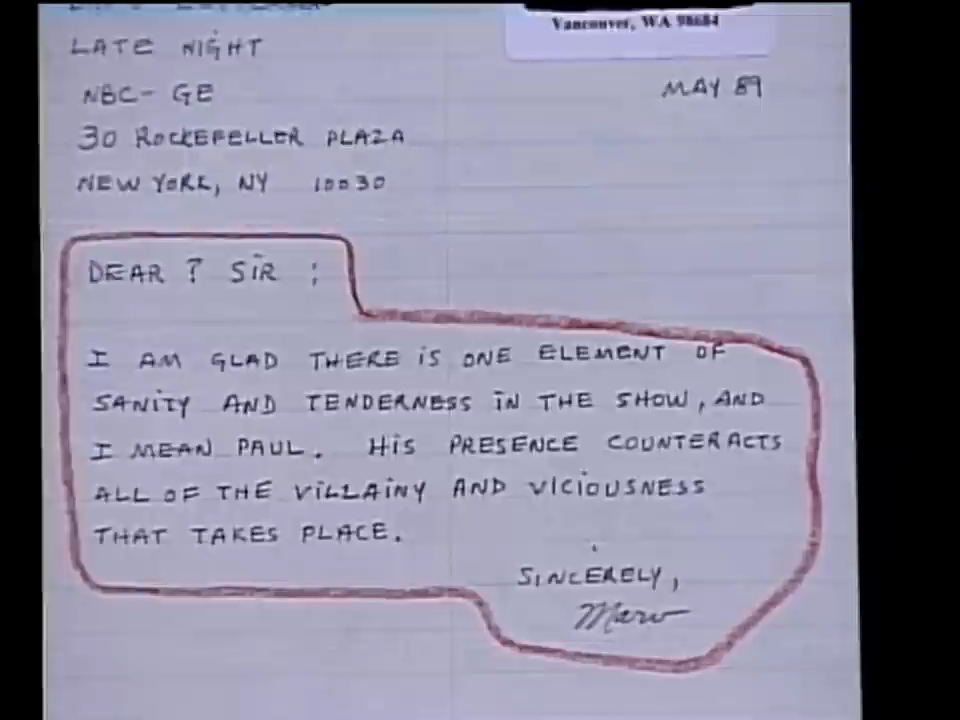 Vancouver, WA 98684
LATE NIGHT
NBC- GE
MAY 89
30 ROCKEFELLER PLAZA
NEW YORK, NY 10030
DEAR ? SIR :
I AM GLAD THERE IS ONE ELEMENT OF
SANITY AND TENDERNESS IN THE SHOW, AND
I MEAN PAUL. HIS PRESENCE COUNTERACTS
ALL OF THE VILLAINY AND VICIOUSNESS
THAT TAKES PLACE.
SINCERELY,
Marv